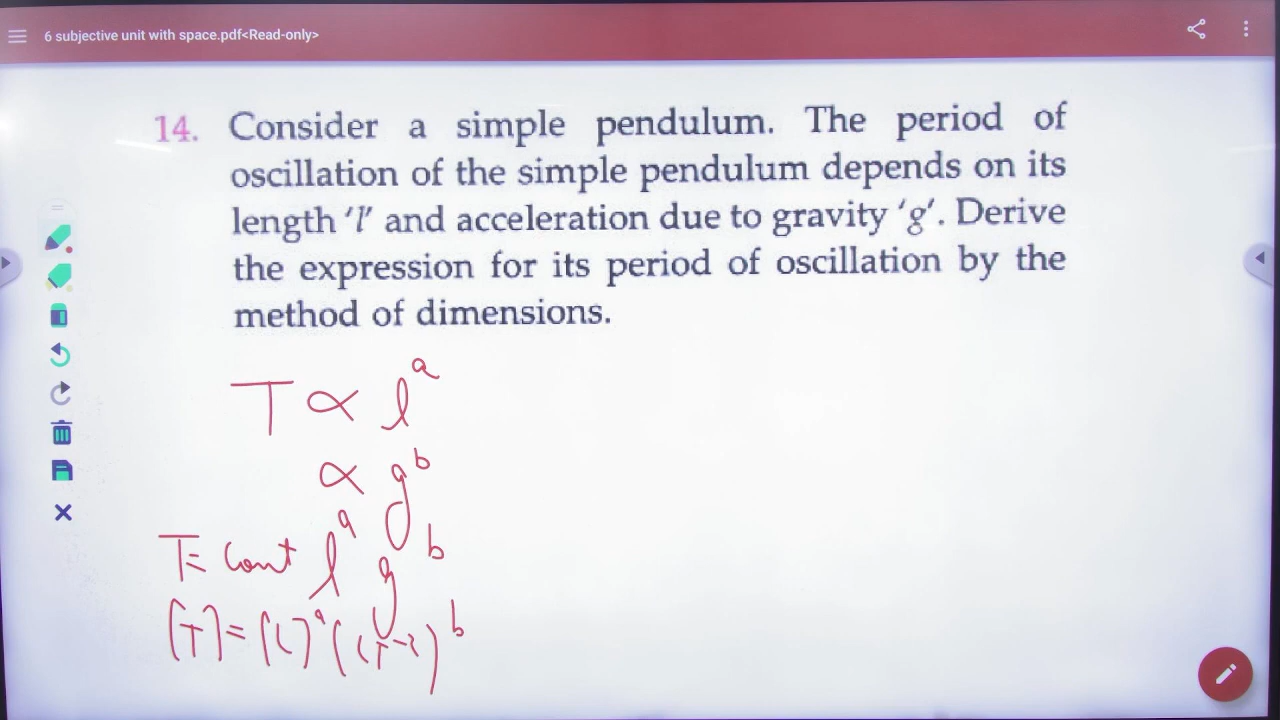 6 subjective unit with space.pdf<Read-only>
14. Consider a simple pendulum. The period of
oscillation of the simple pendulum depends on its
length 'l' and acceleration due to gravity 'g'. Derive
the expression for its period of oscillation by the
method of dimensions.
T ∝ l^a
∝ g^b
T= Const l^a g^b
[T] = [L]^a (LT^-2)^b